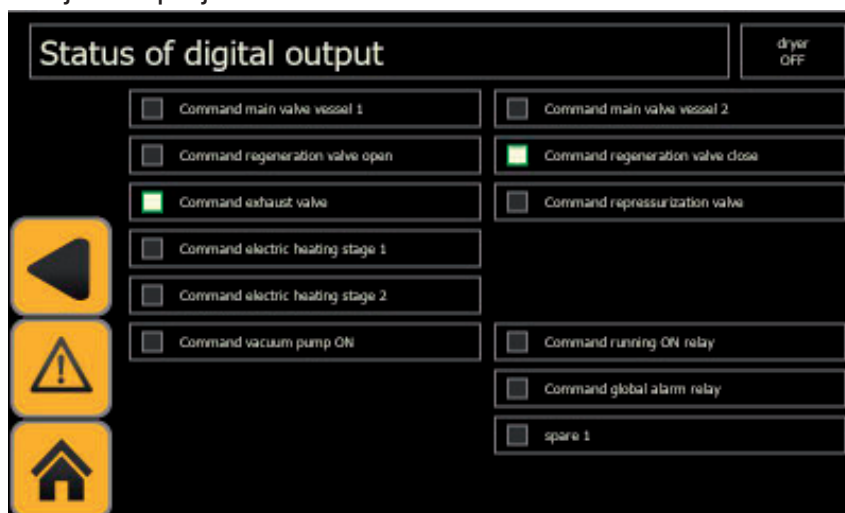 Status of digital output
dryer
OFF
Command main valve vessel 1
Command main valve vessel 2
Command regeneration valve open
Command regeneration valve close
Command exhaust valve
Command repressurization valve
Command electric heating stage 1
Command electric heating stage 2
Command vacuum pump ON
Command running ON relay
Command global alarm relay
spare 1